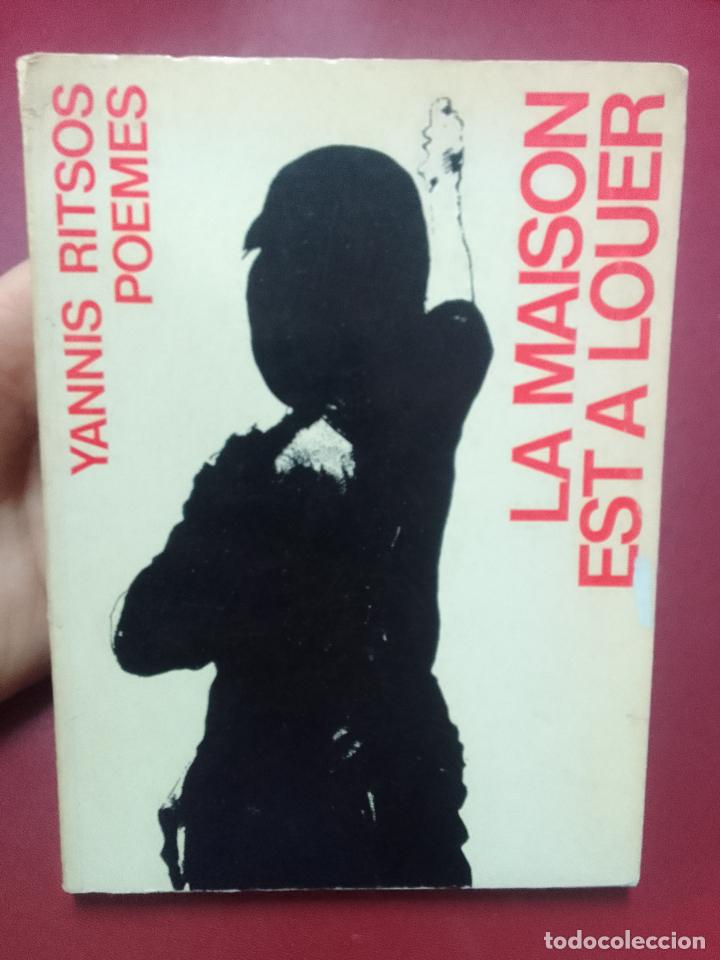 YANNIS RITSOS
POEMES
LA MAISON
EST A LOUER
todocoleccion